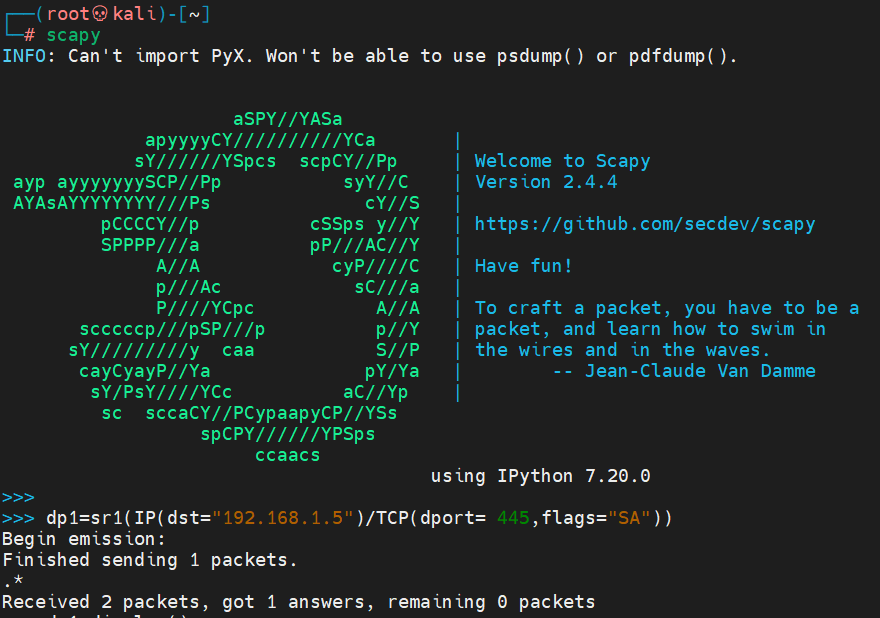 ┌──(root💀kali)-[~]
└─# scapy
INFO: Can't import PyX. Won't be able to use psdump() or pdfdump().
aSPY//YASa
apyyyyCY//////////YCa |
sY//////YSpcs scpCY//Pp | Welcome to Scapy
ayp ayyyyyyySCP//Pp syY//C | Version 2.4.4
AYAsAYYYYYYYY///Ps cY//S |
pCCCCY//p cSSps y//Y | https://github.com/secdev/scapy
SPPPP///a pP///AC//Y |
A//A cyP////C | Have fun!
p///Ac sC///a |
P////YCpc A//A | To craft a packet, you have to be a
scccccp///pSP///p p//Y | packet, and learn how to swim in
sY/////////y caa S//P | the wires and in the waves.
cayCyayP//Ya pY/Ya | -- Jean-Claude Van Damme
sY/PsY////YCc aC//Yp |
sc sccaCY//PCypaapyCP//YSs
spCPY//////YPSps
ccaacs
using IPython 7.20.0
>>>
>>> dp1=sr1(IP(dst="192.168.1.5")/TCP(dport= 445,flags="SA"))
Begin emission:
Finished sending 1 packets.
.*
Received 2 packets, got 1 answers, remaining 0 packets